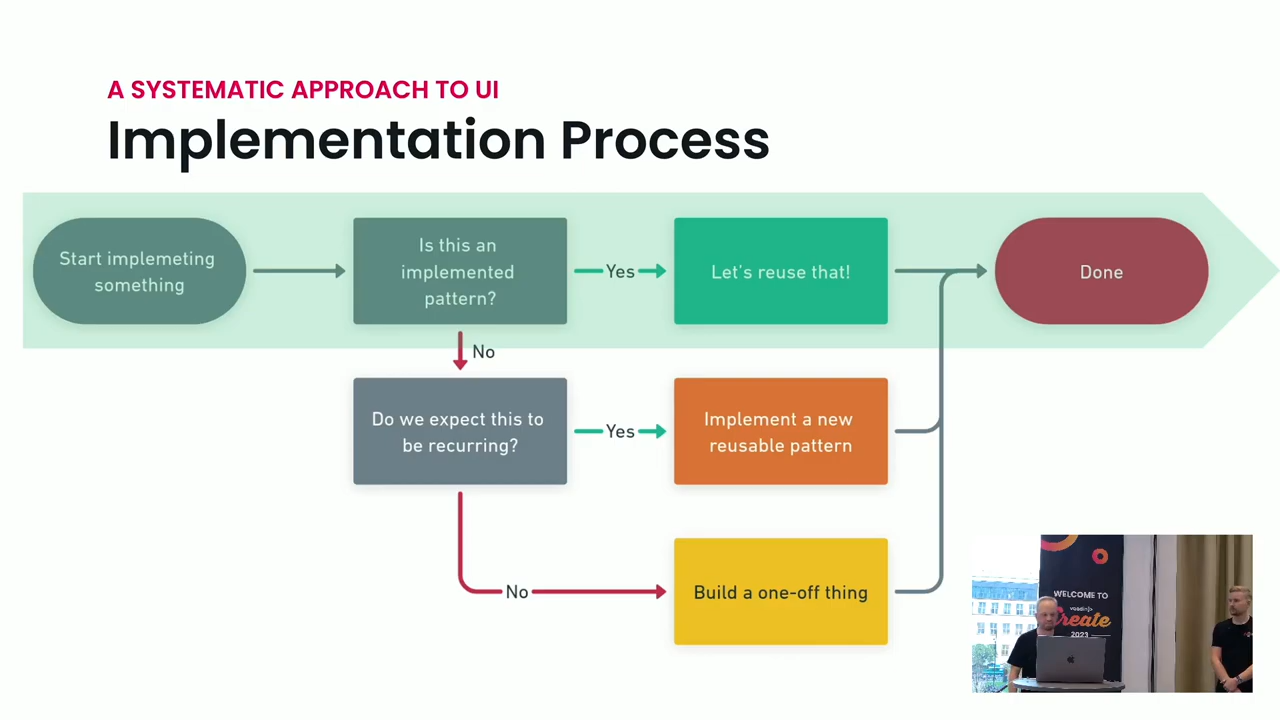 A SYSTEMATIC APPROACH TO UI
Implementation Process
Start implemeting
something
Is this an
implemented
pattern?
Yes
Let's reuse that!
Done
No
Do we expect this to
be recurring?
Yes
Implement a new
reusable pattern
No
Build a one-off thing
WELCOME TO
vaadin}>
Create
2023